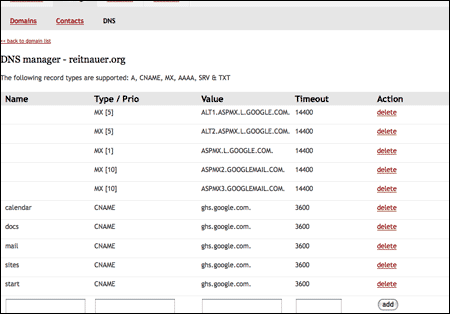 Domains Contacts DNS
<< back to domain list
DNS manager - reitnauer.org
The following record types are supported: A, CNAME, MX, AAAA, SRV & TXT
Name Type / Prio Value Timeout Action
MX [5] ALT1.ASPMX.L.GOOGLE.COM. 14400 delete
MX [5] ALT2.ASPMX.L.GOOGLE.COM. 14400 delete
MX [1] ASPMX.L.GOOGLE.COM. 14400 delete
MX [10] ASPMX2.GOOGLEMAIL.COM. 14400 delete
MX [10] ASPMX3.GOOGLEMAIL.COM. 14400 delete
calendar CNAME ghs.google.com. 3600 delete
docs CNAME ghs.google.com. 3600 delete
mail CNAME ghs.google.com. 3600 delete
sites CNAME ghs.google.com. 3600 delete
start CNAME ghs.google.com. 3600 delete
add